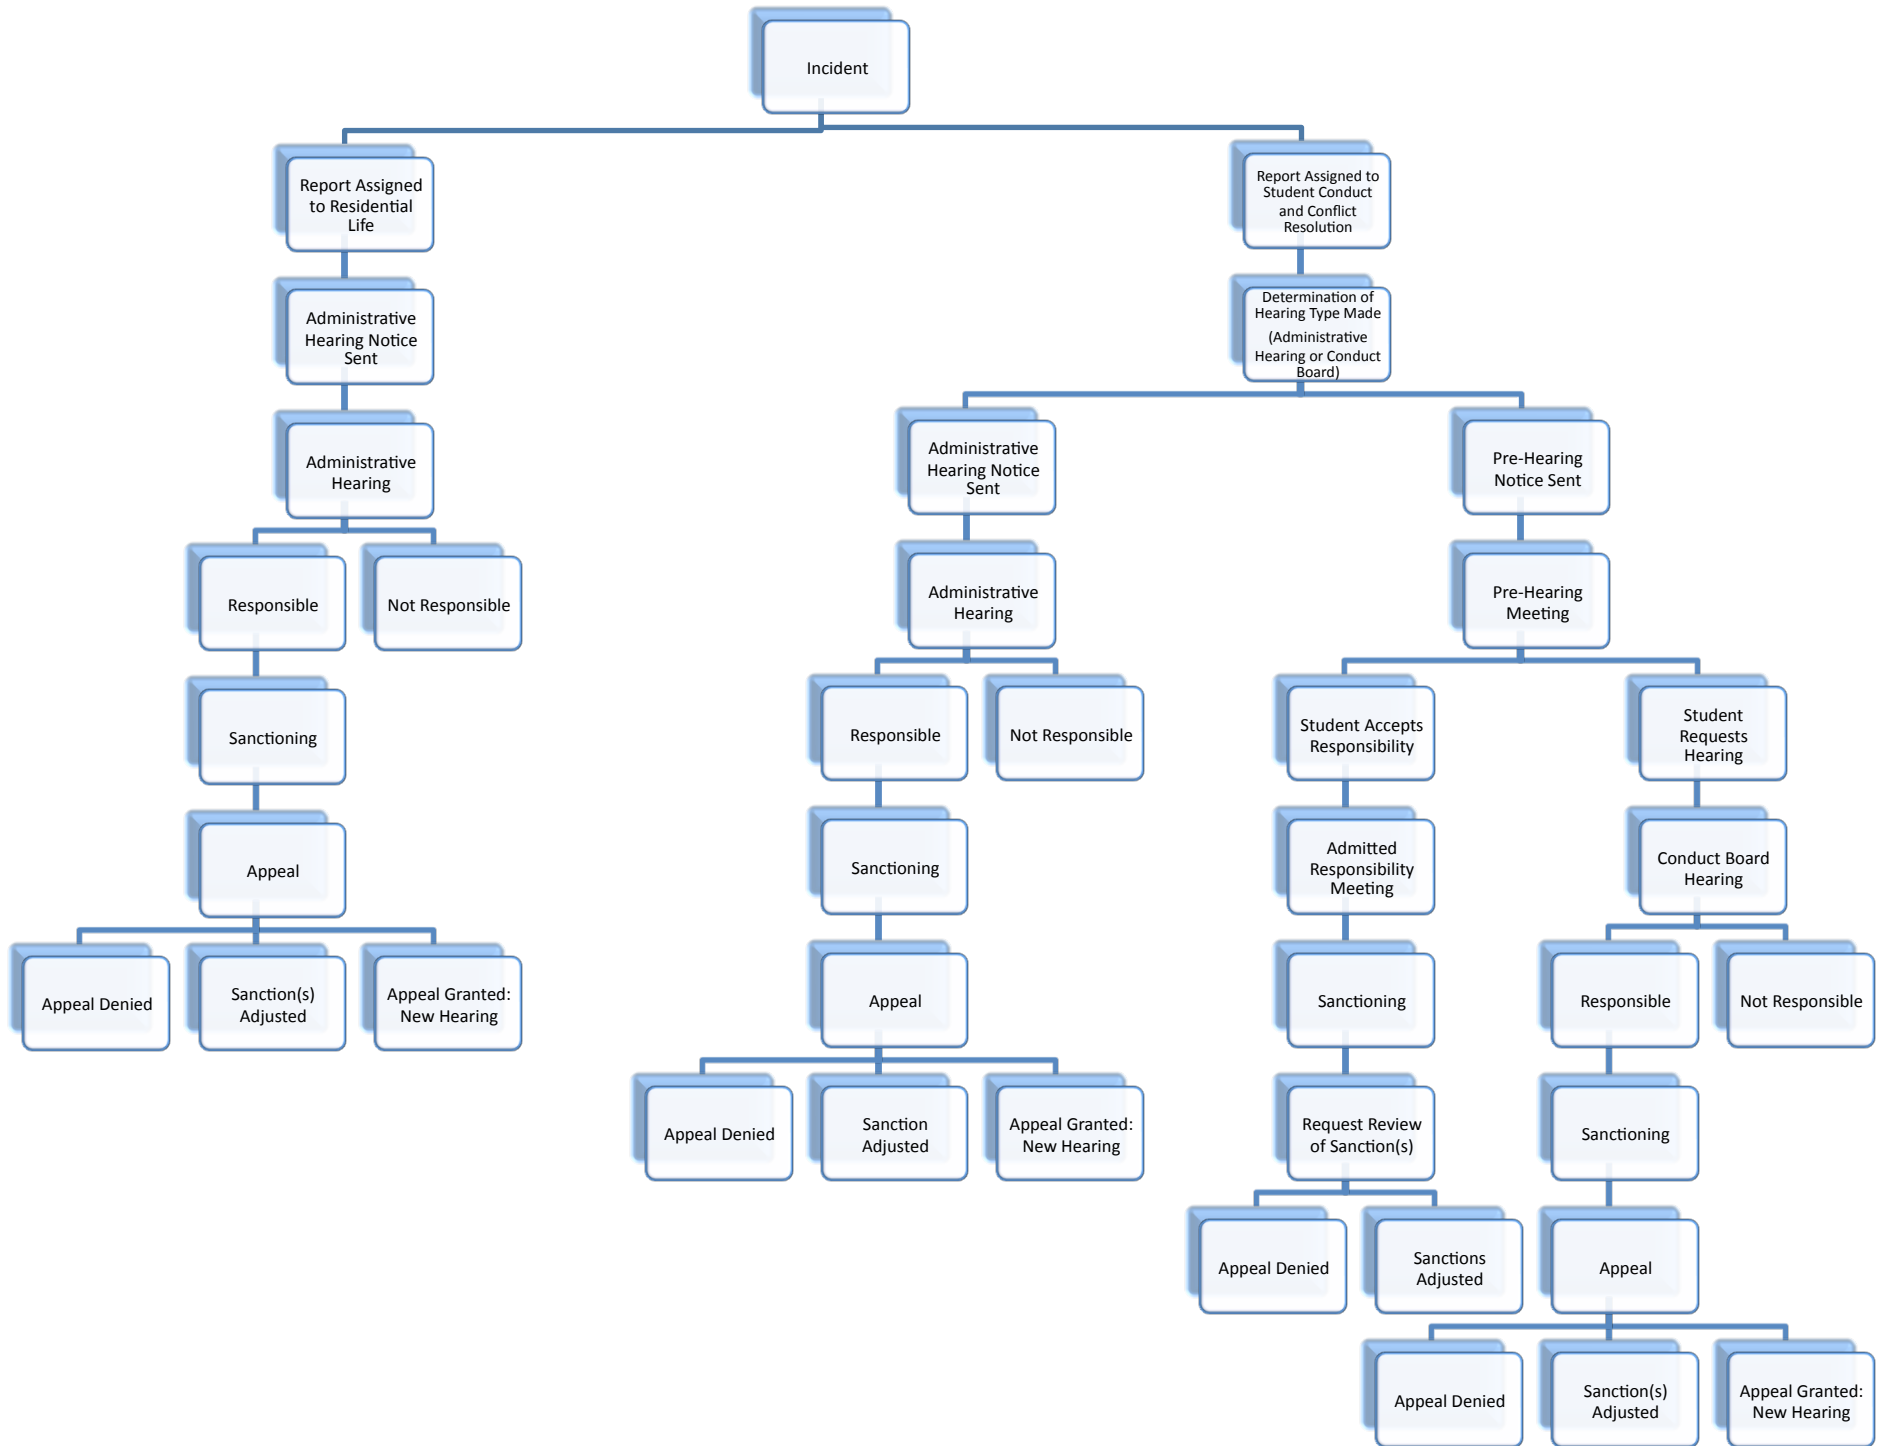 Incident
Report Assigned
to Residential
Life
Report Assigned to
Student Conduct
and Conflict
Resolution
Administrative
Hearing Notice
Sent
Determination of
Hearing Type Made
(Administrative
Hearing or Conduct
Board)
Administrative
Hearing
Administrative
Hearing Notice
Sent
Pre-Hearing
Notice Sent
Responsible
Not Responsible
Administrative
Hearing
Pre-Hearing
Meeting
Sanctioning
Responsible
Not Responsible
Student Accepts
Responsibility
Student
Requests
Hearing
Appeal
Sanctioning
Admitted
Responsibility
Meeting
Conduct Board
Hearing
Appeal Denied
Sanction(s)
Adjusted
Appeal Granted:
New Hearing
Appeal
Sanctioning
Responsible
Not Responsible
Appeal Denied
Sanction
Adjusted
Appeal Granted:
New Hearing
Request Review
of Sanction(s)
Sanctioning
Appeal Denied
Sanctions
Adjusted
Appeal
Appeal Denied
Sanction(s)
Adjusted
Appeal Granted:
New Hearing